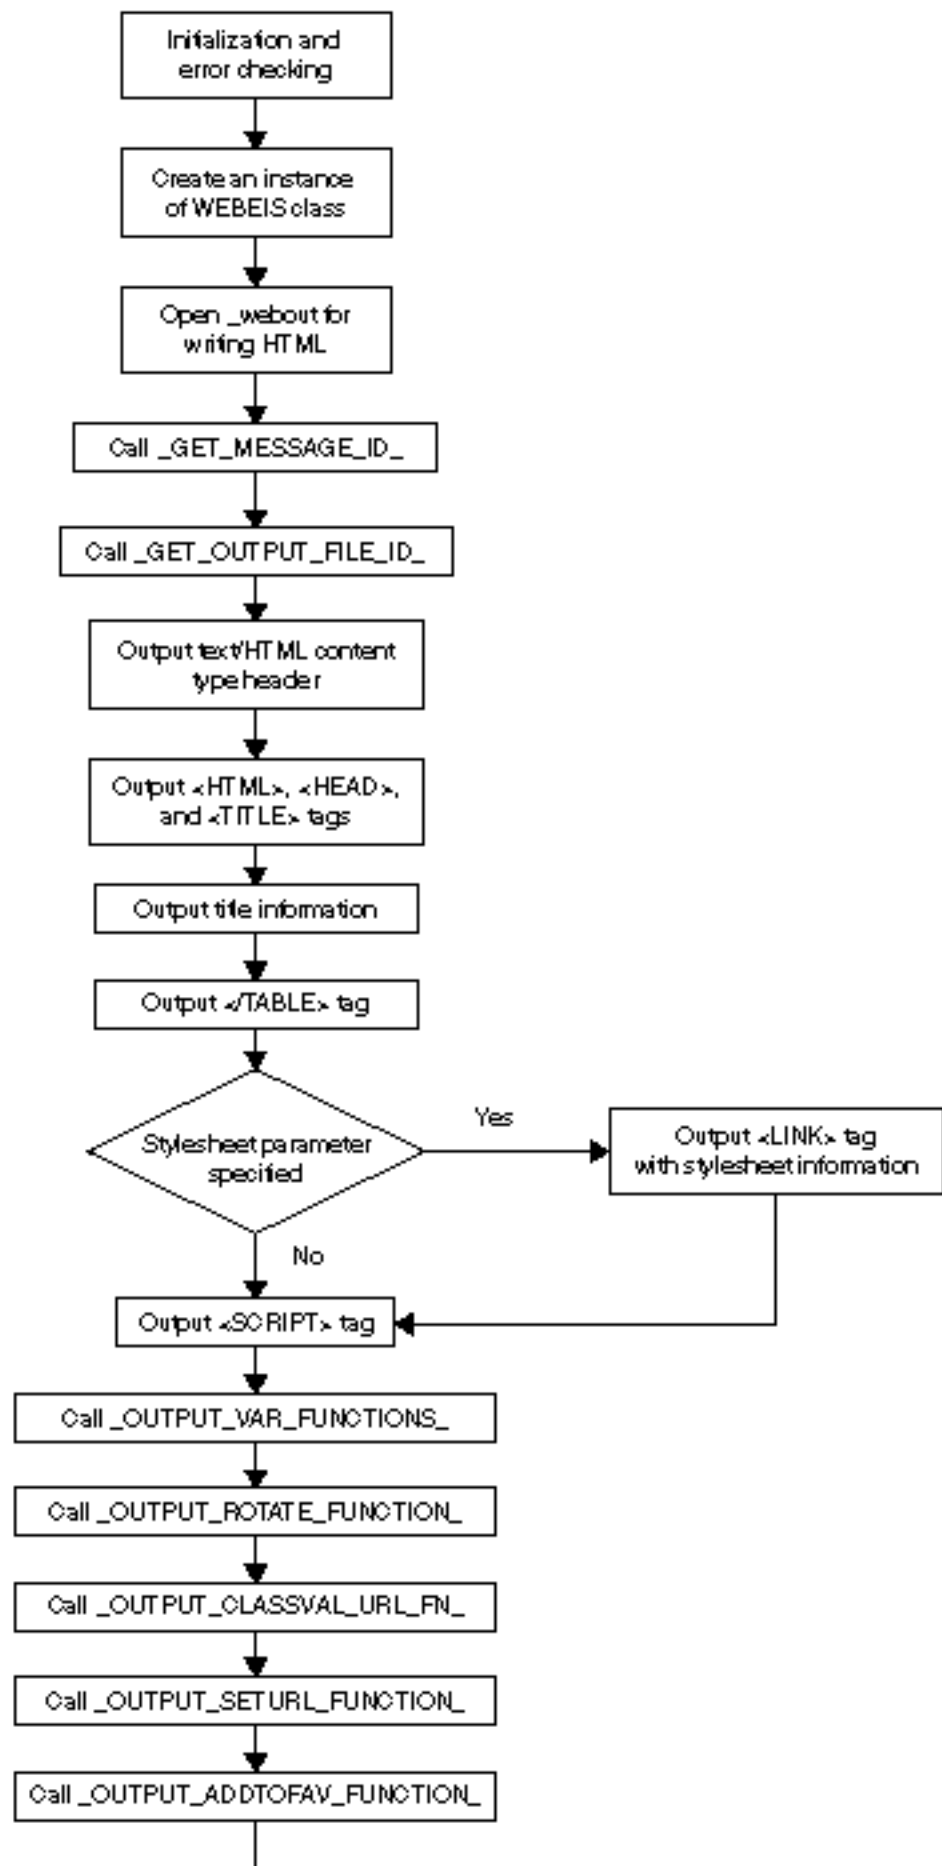 Initialization and
error checking
Create an instance
of WEBEIS class
Open _webout for
writing HTML
Call _GET_MESSAGE_ID_
Call _GET_OUTPUT_FILE_ID_
Output text/HTML content
type header
Output <HTML>, <HEAD>,
and <TITLE> tags
Output title information
Output </TABLE> tag
Stylesheet parameter
specified
Yes
Output <LINK> tag
with stylesheet information
No
Output <SCRIPT> tag
Call _OUTPUT_VAR_FUNCTIONS_
Call _OUTPUT_ROTATE_FUNCTION_
Call _OUTPUT_CLASSVAL_URL_FN_
Call _OUTPUT_SETURL_FUNCTION_
Call _OUTPUT_ADDTOFAV_FUNCTION_